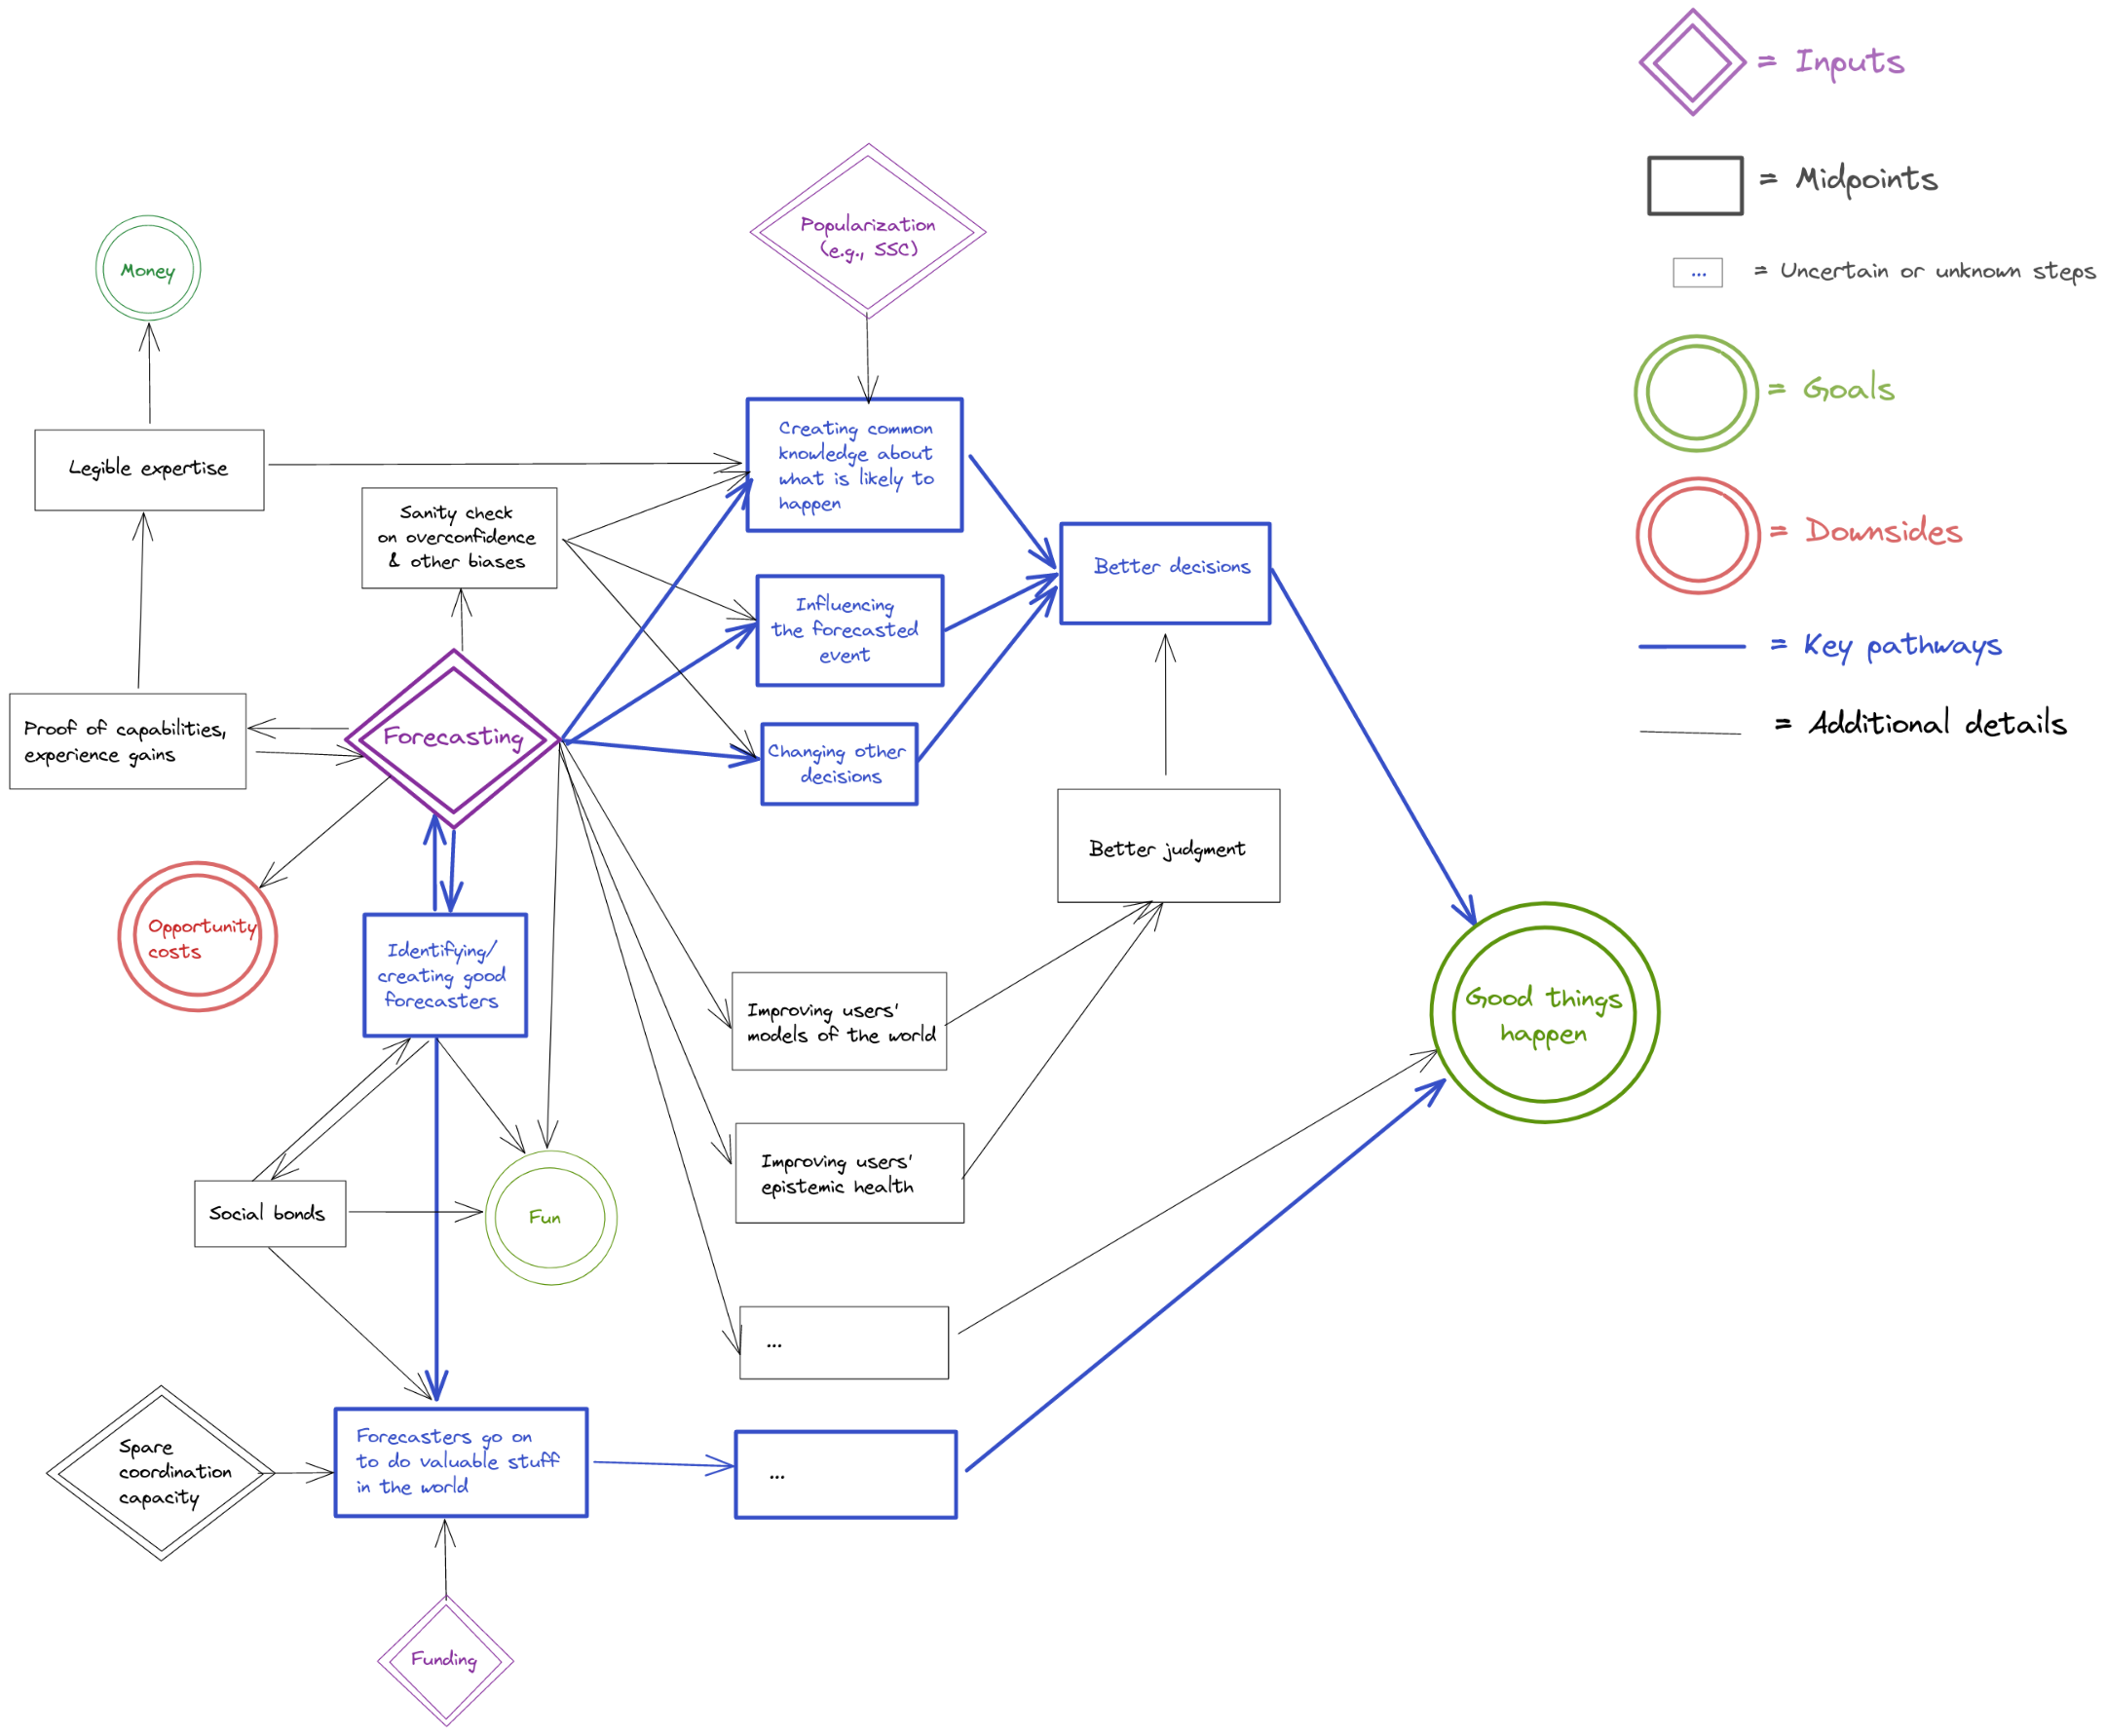 = Inputs
= Midpoints
...
= Uncertain or unknown steps
= Goals
= Downsides
= Key pathways
= Additional details
Popularization
(e.g., SSC)
Money
Legible expertise
Creating common
knowledge about
what is likely to
happen
Sanity check
on overconfidence
& other biases
Better decisions
Influencing
the forecasted
event
Proof of capabilities,
experience gains
Forecasting
Changing other
decisions
Better judgment
Opportunity
costs
Identifying/
creating good
forecasters
Improving users'
models of the world
Good things
happen
Improving users'
epistemic health
Social bonds
Fun
...
Spare
coordination
capacity
Forecasters go on
to do valuable stuff
in the world
...
Funding